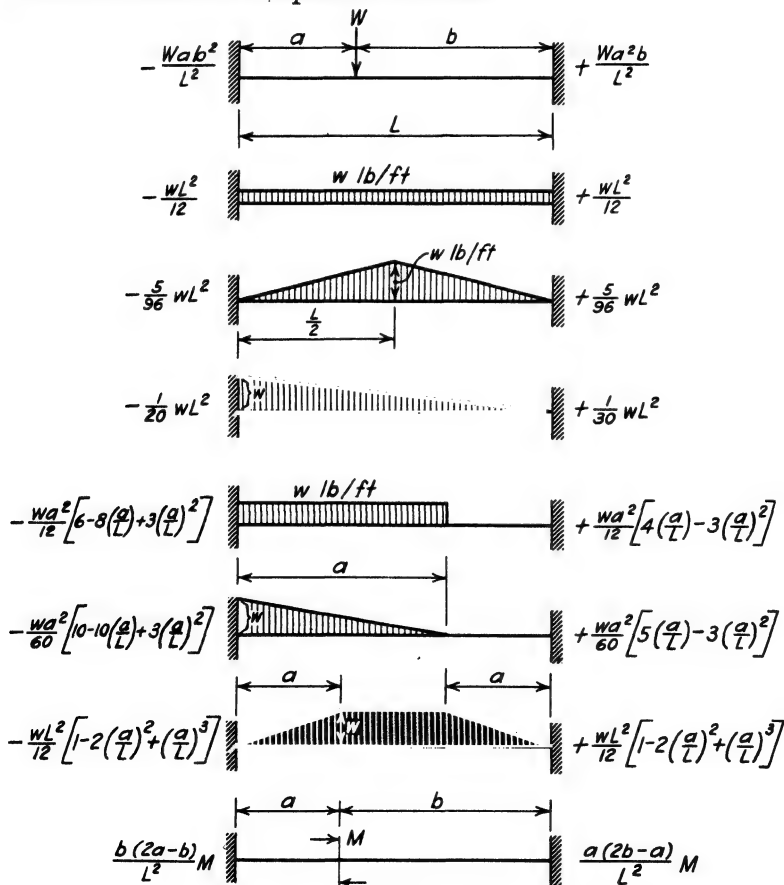 W
a b
- Wab²/L² + Wa²b/L²
L
w lb/ft
- wL²/12 + wL²/12
w lb/ft
- 5/96 wL² + 5/96 wL²
L/2
w
- 1/20 wL² + 1/30 wL²
w lb/ft
- wa²/12 [6-8(a/L)+3(a/L)²] + wa²/12 [4(a/L)-3(a/L)²]
a
w
- wa²/60 [10-10(a/L)+3(a/L)²] + wa²/60 [5(a/L)-3(a/L)²]
a a
w
- wL²/12 [1-2(a/L)²+(a/L)³] + wL²/12 [1-2(a/L)²+(a/L)³]
a b
M
b(2a-b)/L² M a(2b-a)/L² M